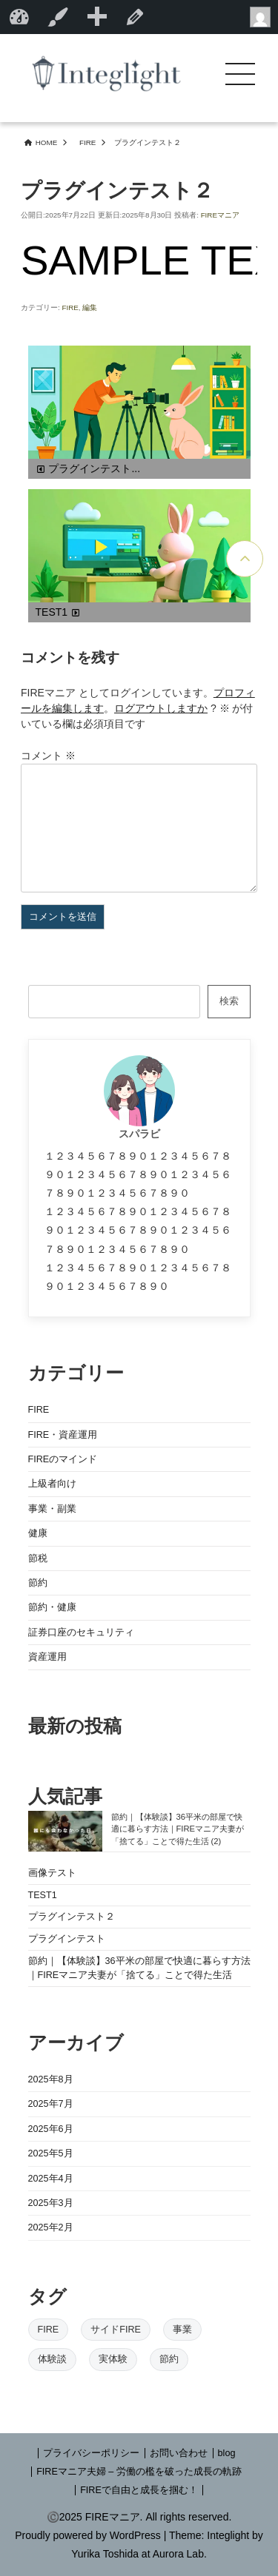 Integlight
HOME > FIRE > プラグインテスト２
プラグインテスト２
公開日:2025年7月22日 更新日:2025年8月30日 投稿者: FIREマニア
SAMPLE TE
カテゴリー: FIRE, 編集
プラグインテスト...
TEST1
コメントを残す
FIREマニア としてログインしています。プロフィ
ールを編集します。ログアウトしますか ? ※ が付
いている欄は必須項目です
コメント ※
コメントを送信
検索
スパラビ
１２３４５６７８９０１２３４５６７８
９０１２３４５６７８９０１２３４５６
７８９０１２３４５６７８９０
１２３４５６７８９０１２３４５６７８
９０１２３４５６７８９０１２３４５６
７８９０１２３４５６７８９０
１２３４５６７８９０１２３４５６７８
９０１２３４５６７８９０
カテゴリー
FIRE
FIRE・資産運用
FIREのマインド
上級者向け
事業・副業
健康
節税
節約
節約・健康
証券口座のセキュリティ
資産運用
最新の投稿
人気記事
節約｜【体験談】36平米の部屋で快
適に暮らす方法｜FIREマニア夫妻が
「捨てる」ことで得た生活 (2)
画像テスト
TEST1
プラグインテスト２
プラグインテスト
節約｜【体験談】36平米の部屋で快適に暮らす方法
｜FIREマニア夫妻が「捨てる」ことで得た生活
アーカイブ
2025年8月
2025年7月
2025年6月
2025年5月
2025年4月
2025年3月
2025年2月
タグ
FIRE サイドFIRE 事業
体験談 実体験 節約
| プライバシーポリシー | お問い合わせ | blog
| FIREマニア夫婦 – 労働の檻を破った成長の軌跡
| FIREで自由と成長を掴む！ |
©2025 FIREマニア. All rights reserved.
Proudly powered by WordPress | Theme: Integlight by
Yurika Toshida at Aurora Lab.